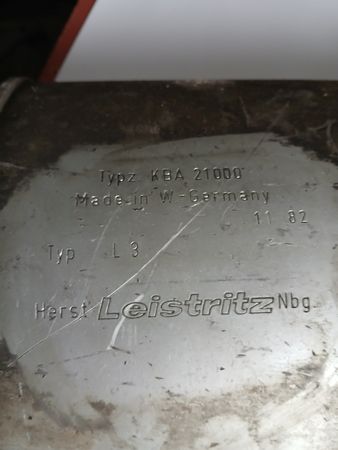 Typz KBA 21000
Made in W-Germany
11 82
Typ L 3
Herst Leistritz Nbg